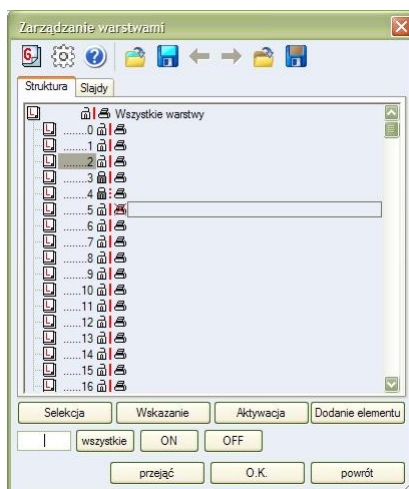 Zarządzanie warstwami
Struktura Slajdy
Wszystkie warstwy
........0
........1
........2
........3
........4
........5
........6
........7
........8
........9
......10
......11
......12
......13
......14
......15
......16
Selekcja Wskazanie Aktywacja Dodanie elementu
wszystkie ON OFF
przejąć O.K. powrót